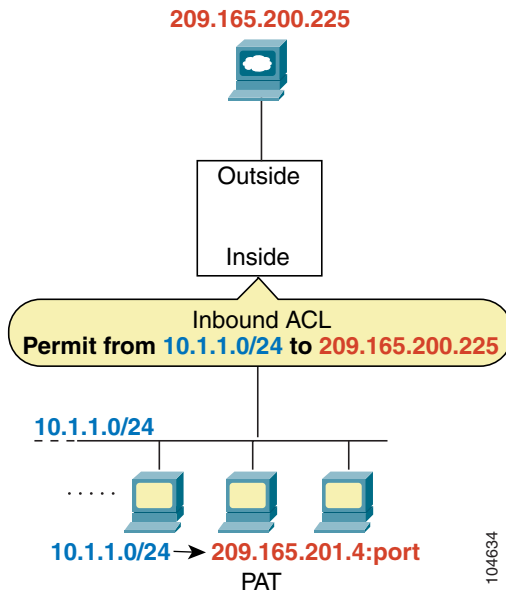 209.165.200.225
Outside
Inside
Inbound ACL
Permit from 10.1.1.0/24 to 209.165.200.225
10.1.1.0/24
10.1.1.0/24 → 209.165.201.4:port
PAT
104634